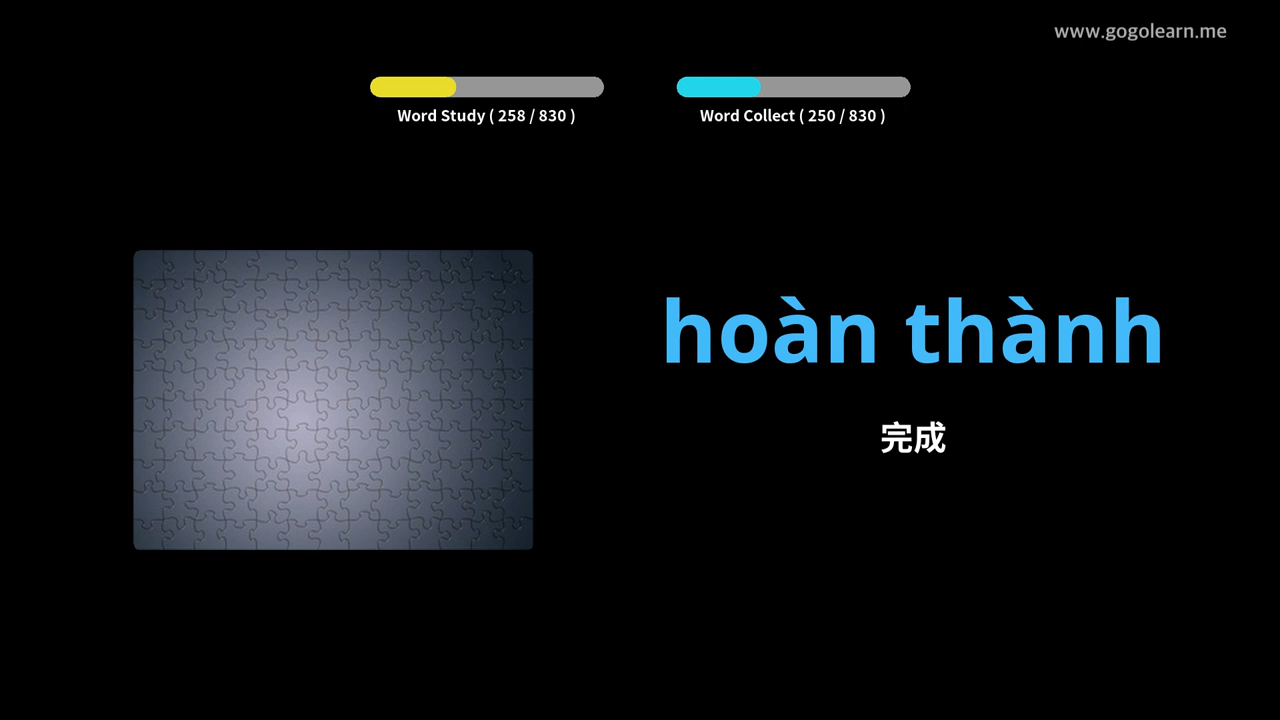 www.gogolearn.me
Word Study ( 258 / 830 )
Word Collect ( 250 / 830 )
hoàn thành
完成